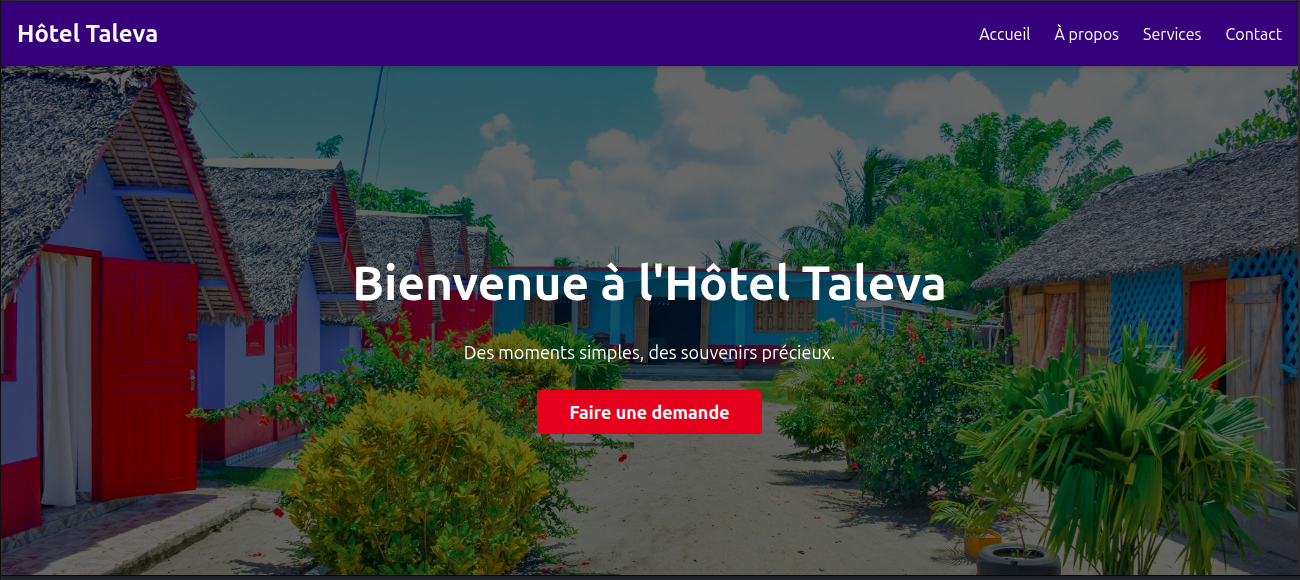 Hôtel Taleva
Accueil À propos Services Contact
Bienvenue à l'Hôtel Taleva
Des moments simples, des souvenirs précieux.
Faire une demande